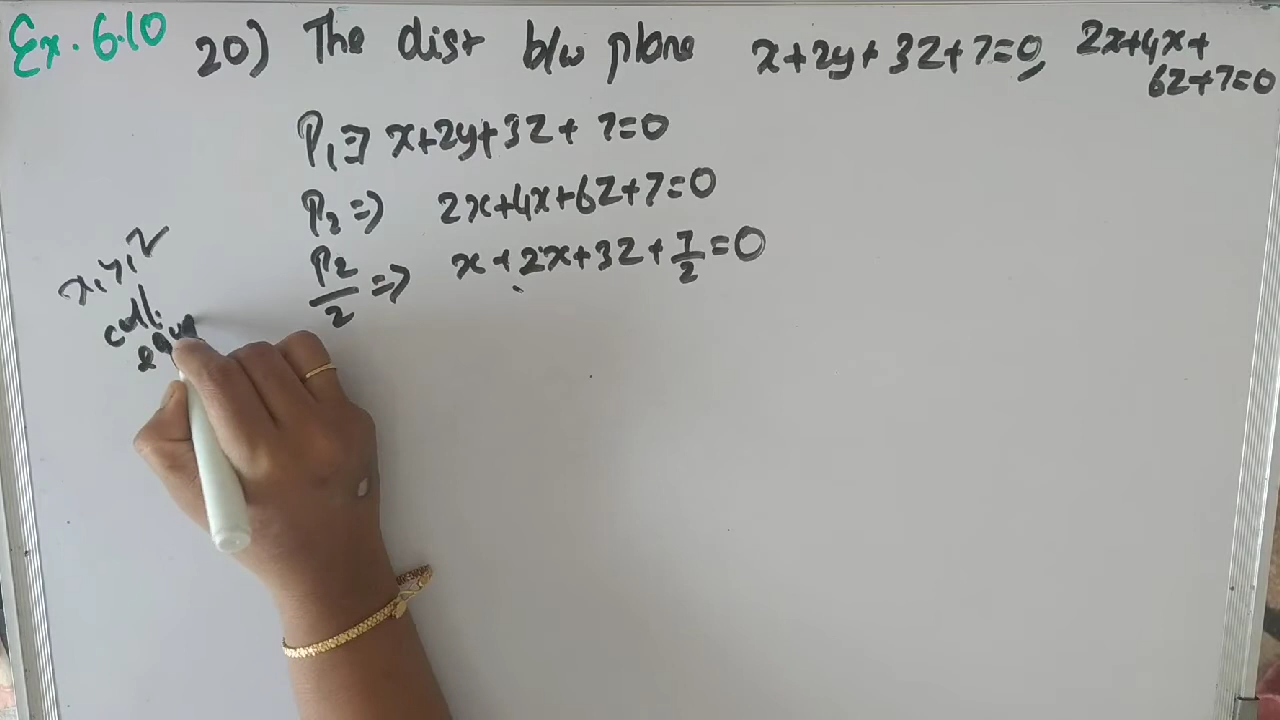 Ex. 6.10
20) The dist b/w plane x+2y+3z+7=0, 2x+4x+
6z+7=0
P₁ ⇒ x+2y+3z+7=0
P₂ ⇒ 2x+4x+6z+7=0
P₂/2 ⇒ x+2x+3z+7/2=0
x, y, z